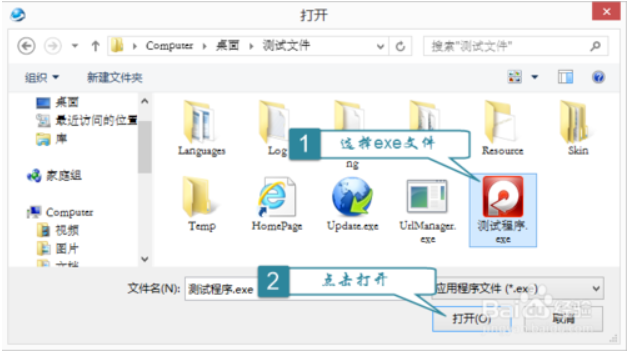 打开
Computer
桌面
测试文件
搜索"测试文件"
组织
新建文件夹
桌面
最近访问的位置
库
家庭组
Computer
视频
图片
Languages
Log
ng
Resource
Skin
1 选择exe文件
Temp
HomePage
Update.exe
UrlManager.
exe
测试程序.
exe
文件名(N):
测试程序.exe
应用程序文件 (*.exe)
2 点击打开
打开(O)
取消
Baidu 经验